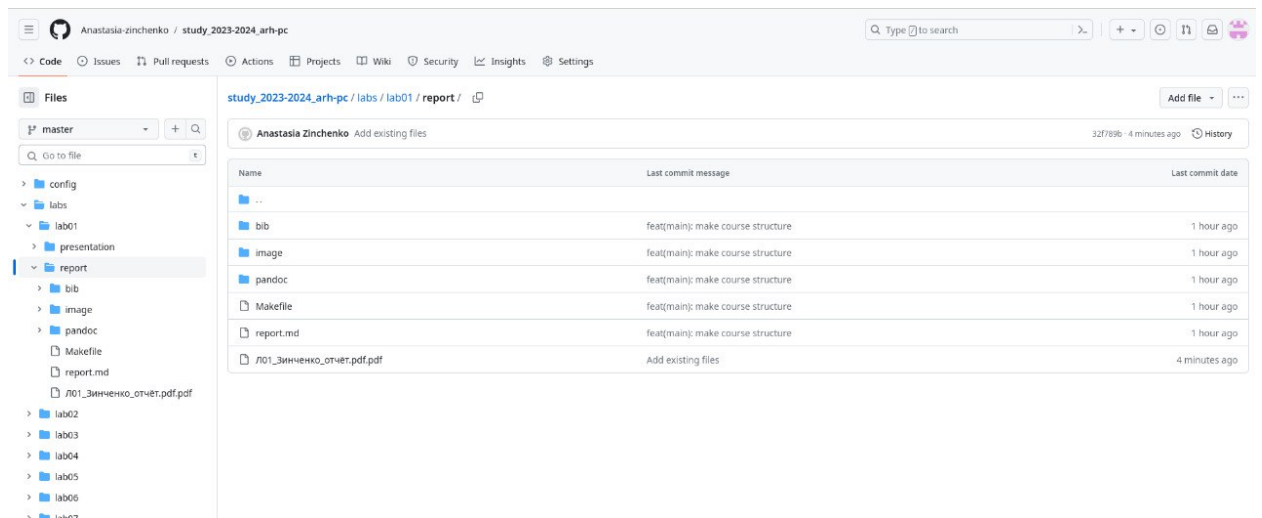 Anastasia-zinchenko / study_2023-2024_arh-pc
Type / to search
Code Issues Pull requests Actions Projects Wiki Security Insights Settings
Files
study_2023-2024_arh-pc / labs / lab01 / report /
Add file
master
Anastasia Zinchenko Add existing files
32f789b · 4 minutes ago History
Go to file t
Name Last commit message Last commit date
config
..
labs
lab01
bib feat(main): make course structure 1 hour ago
presentation
image feat(main): make course structure 1 hour ago
report
pandoc feat(main): make course structure 1 hour ago
bib
Makefile feat(main): make course structure 1 hour ago
image
report.md feat(main): make course structure 1 hour ago
pandoc
Л01_Зинченко_отчёт.pdf.pdf Add existing files 4 minutes ago
Makefile
report.md
Л01_Зинченко_отчёт.pdf.pdf
lab02
lab03
lab04
lab05
lab06
lab07